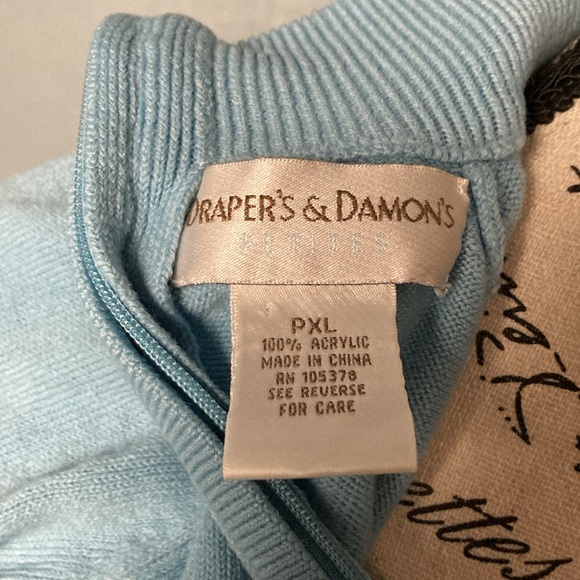 DRAPER'S & DAMON'S
PETITES
PXL
100% ACRYLIC
MADE IN CHINA
RN 105378
SEE REVERSE
FOR CARE